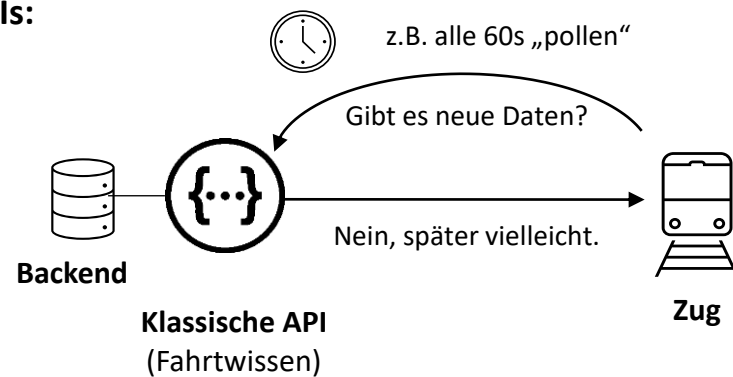 ls:
z.B. alle 60s „pollen“
Gibt es neue Daten?
{···}
Nein, später vielleicht.
Backend
Zug
Klassische API
(Fahrtwissen)